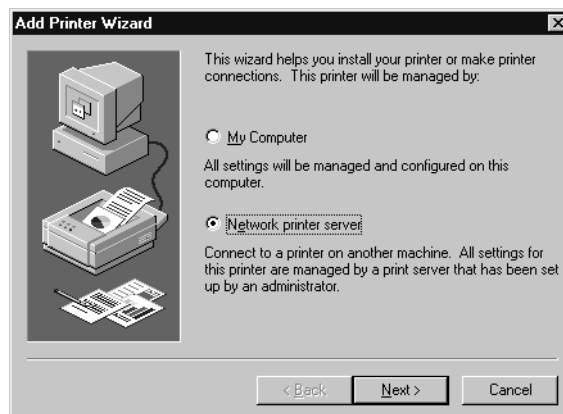 Add Printer Wizard
This wizard helps you install your printer or make printer
connections. This printer will be managed by:
My Computer
All settings will be managed and configured on this
computer.
Network printer server
Connect to a printer on another machine. All settings for
this printer are managed by a print server that has been set
up by an administrator.
< Back
Next >
Cancel